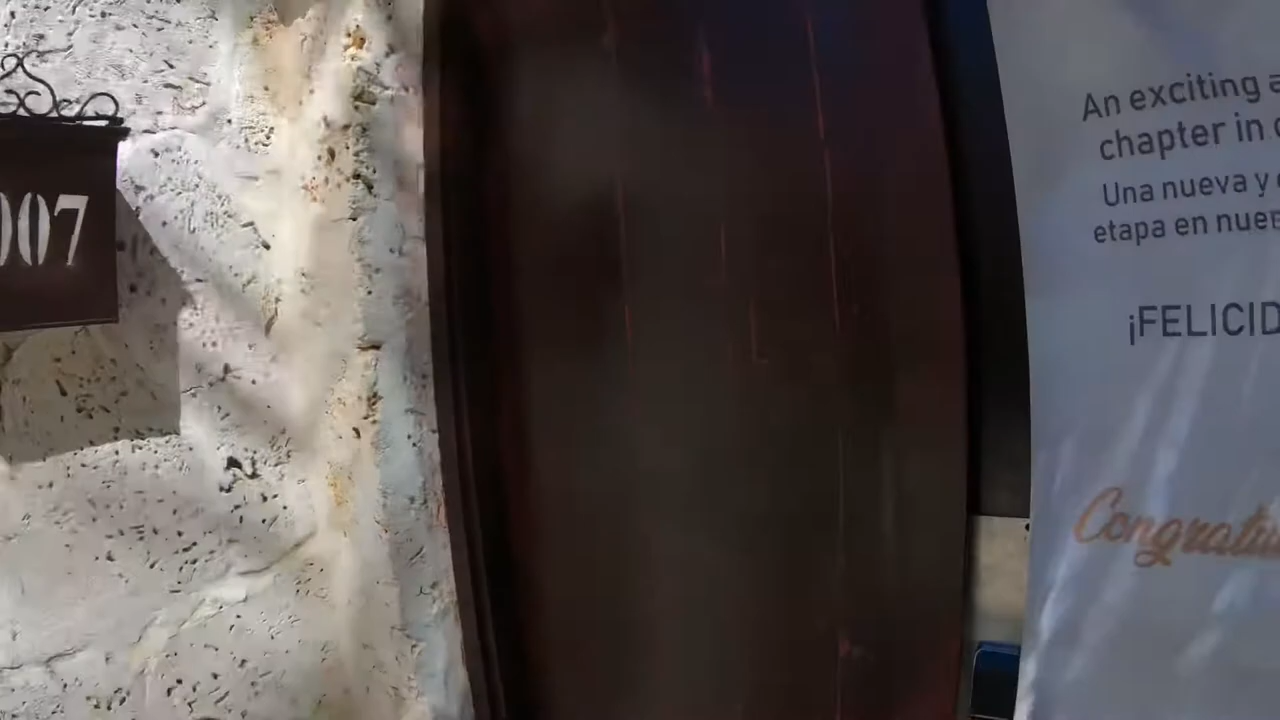 007
An exciting a
chapter in
Una nueva y
etapa en nue
¡FELICID
Congratu